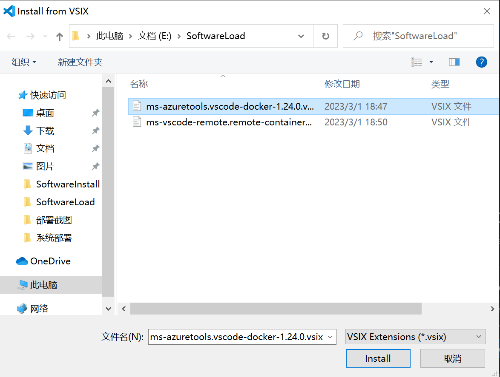 Install from VSIX
此电脑 › 文档 (E:) › SoftwareLoad
搜索"SoftwareLoad"
组织
新建文件夹
名称 修改日期 类型
快速访问
桌面
下载
文档
图片
SoftwareInstall
SoftwareLoad
部署截图
系统部署
OneDrive
此电脑
网络
ms-azuretools.vscode-docker-1.24.0.v... 2023/3/1 18:47 VSIX 文件
ms-vscode-remote.remote-container... 2023/3/1 18:50 VSIX 文件
文件名(N): ms-azuretools.vscode-docker-1.24.0.vsix VSIX Extensions (*.vsix)
Install 取消